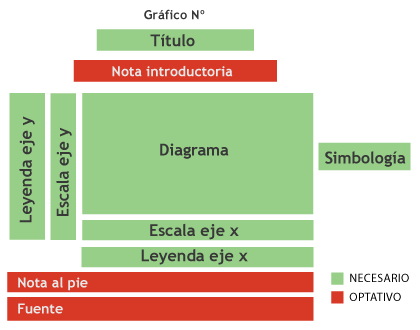 Gráfico Nº
Título
Nota introductoria
Leyenda eje y
Escala eje y
Diagrama
Simbología
Escala eje x
Leyenda eje x
Nota al pie
Fuente
NECESARIO
OPTATIVO